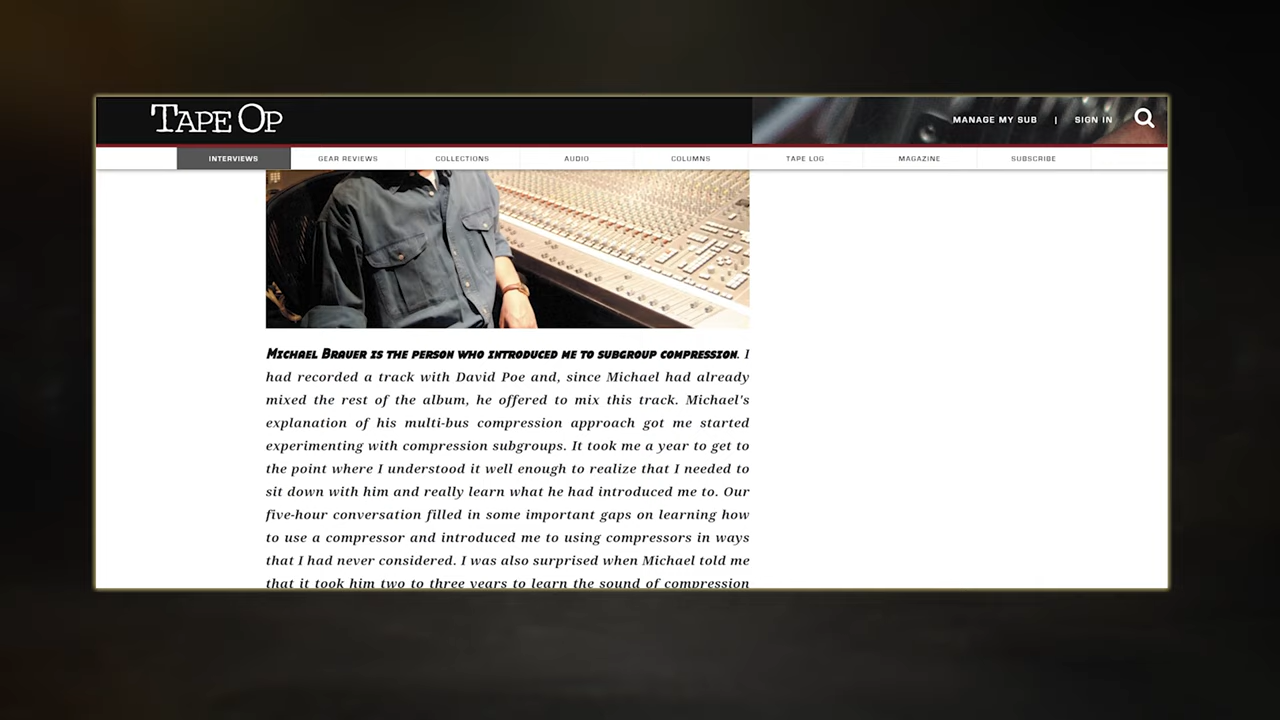 TAPE OP
MANAGE MY SUB | SIGN IN
INTERVIEWS GEAR REVIEWS COLLECTIONS AUDIO COLUMNS TAPE LOG MAGAZINE SUBSCRIBE
MICHAEL BRAUER IS THE PERSON WHO INTRODUCED ME TO SUBGROUP COMPRESSION. I
had recorded a track with David Poe and, since Michael had already
mixed the rest of the album, he offered to mix this track. Michael's
explanation of his multi-bus compression approach got me started
experimenting with compression subgroups. It took me a year to get to
the point where I understood it well enough to realize that I needed to
sit down with him and really learn what he had introduced me to. Our
five-hour conversation filled in some important gaps on learning how
to use a compressor and introduced me to using compressors in ways
that I had never considered. I was also surprised when Michael told me
that it took him two to three years to learn the sound of compression